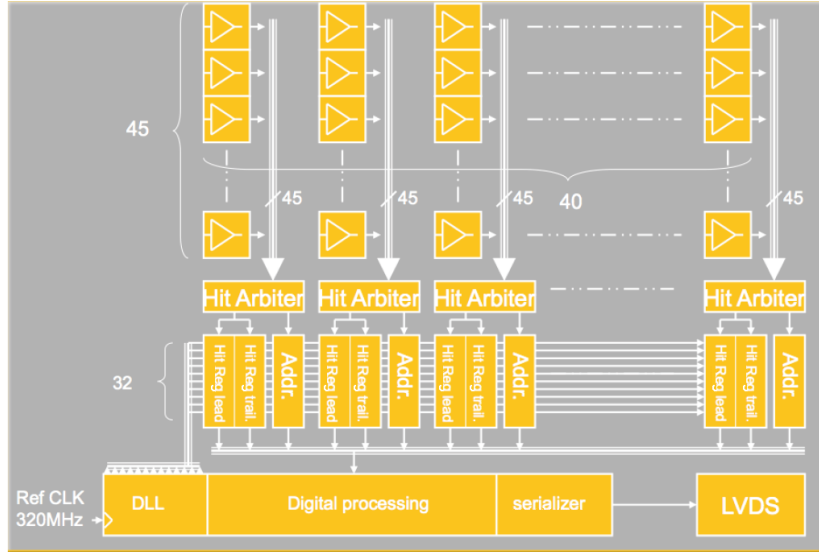 45
45
45
45
45
40
Hit Arbiter
Hit Arbiter
Hit Arbiter
Hit Arbiter
32
Hit Reg lead
Hit Reg trail.
Addr.
Hit Reg lead
Hit Reg trail.
Addr.
Hit Reg lead
Hit Reg trail.
Addr.
Hit Reg lead
Hit Reg trail.
Addr.
Ref CLK
320MHz
DLL
Digital processing
serializer
LVDS